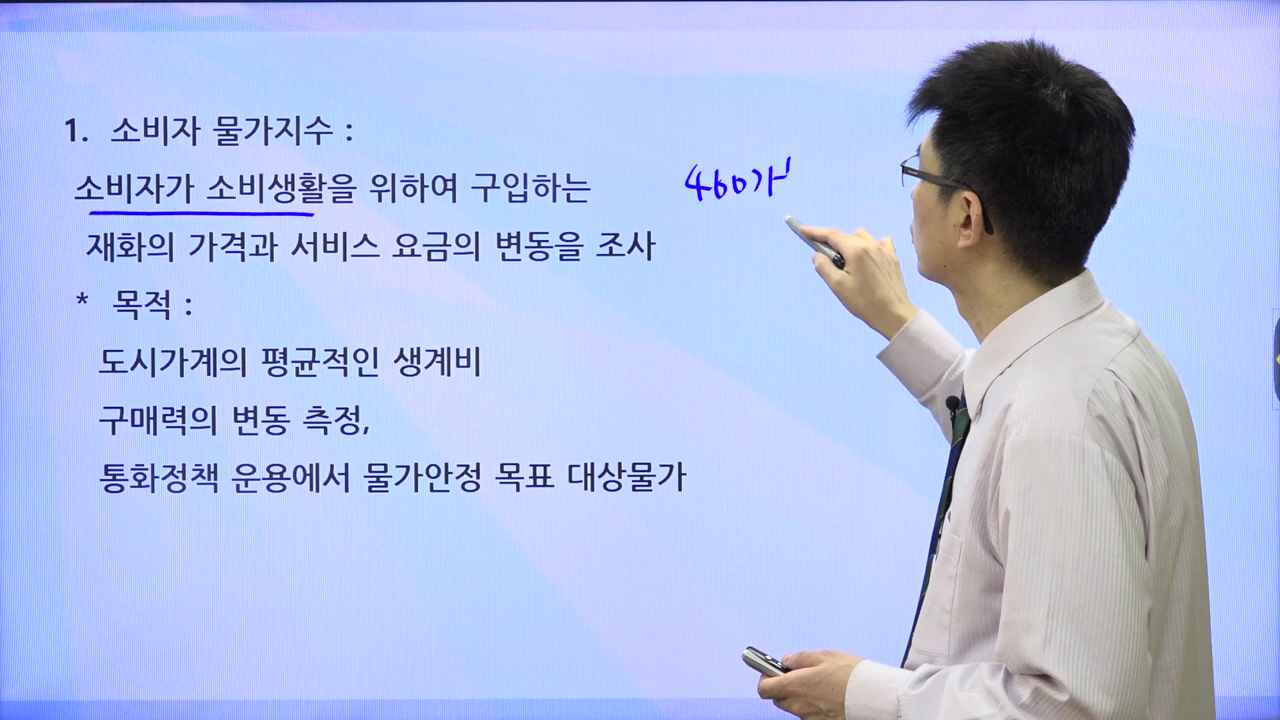 1. 소비자 물가지수 :
소비자가 소비생활을 위하여 구입하는 460가
재화의 가격과 서비스 요금의 변동을 조사
* 목적 :
도시가계의 평균적인 생계비
구매력의 변동 측정,
통화정책 운용에서 물가안정 목표 대상물가